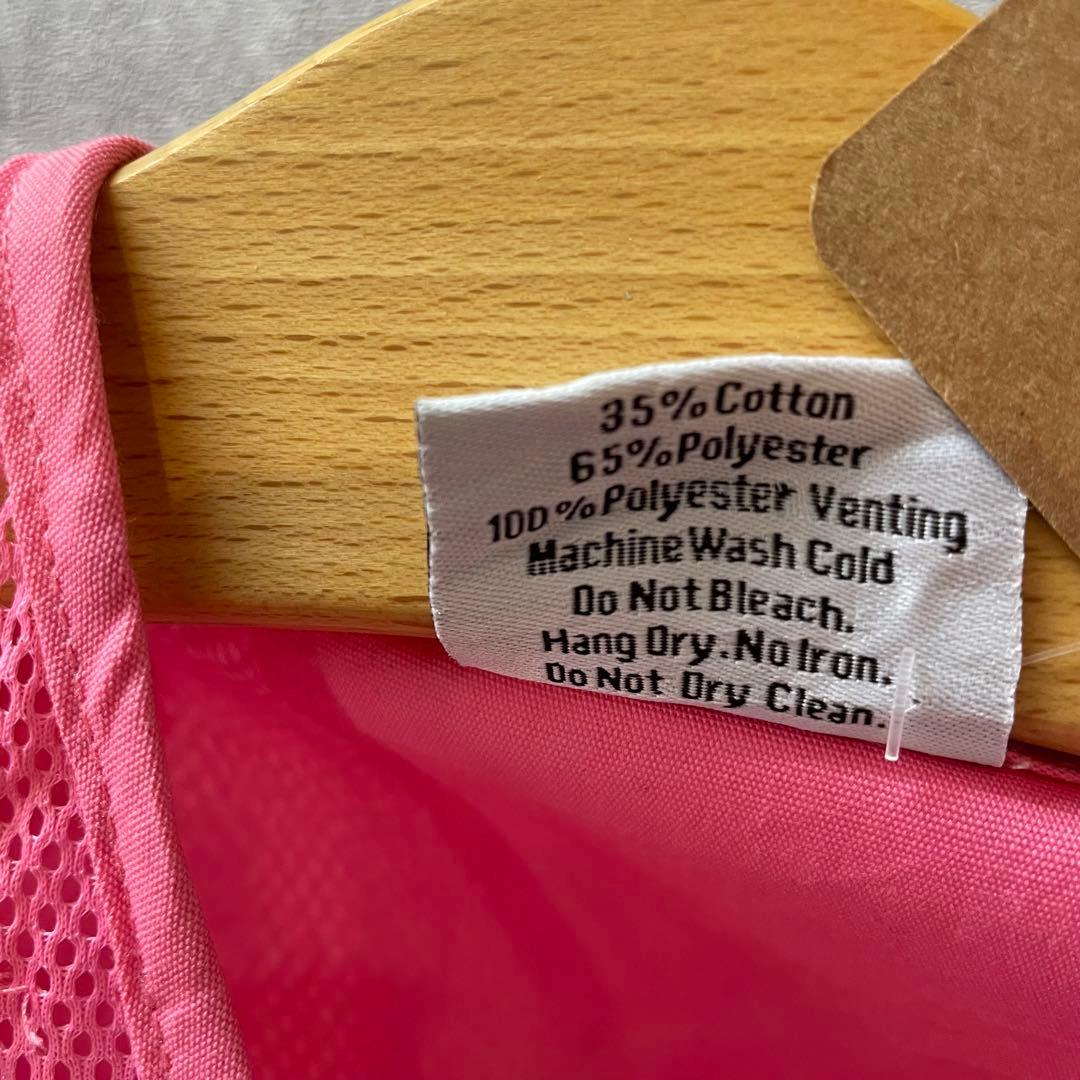 35% Cotton
65% Polyester
100% Polyester Venting
Machine Wash Cold
Do Not Bleach.
Hang Dry. No Iron.
Do Not Dry Clean.